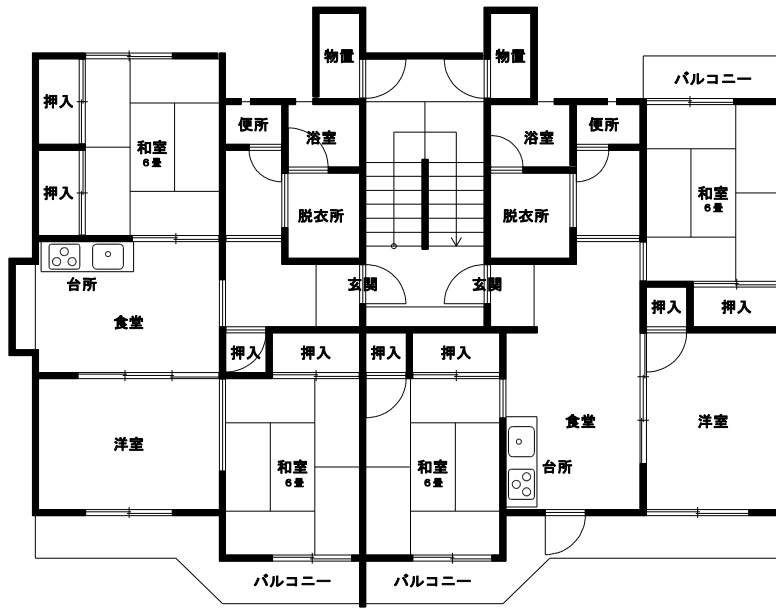 物置
物置
バルコニー
押入
便所
浴室
浴室
便所
和室
6畳
押入
和室
6畳
脱衣所
脱衣所
台所
玄関
玄関
押入
押入
食堂
押入
押入
押入
押入
洋室
食堂
洋室
和室
6畳
和室
6畳
台所
バルコニー
バルコニー